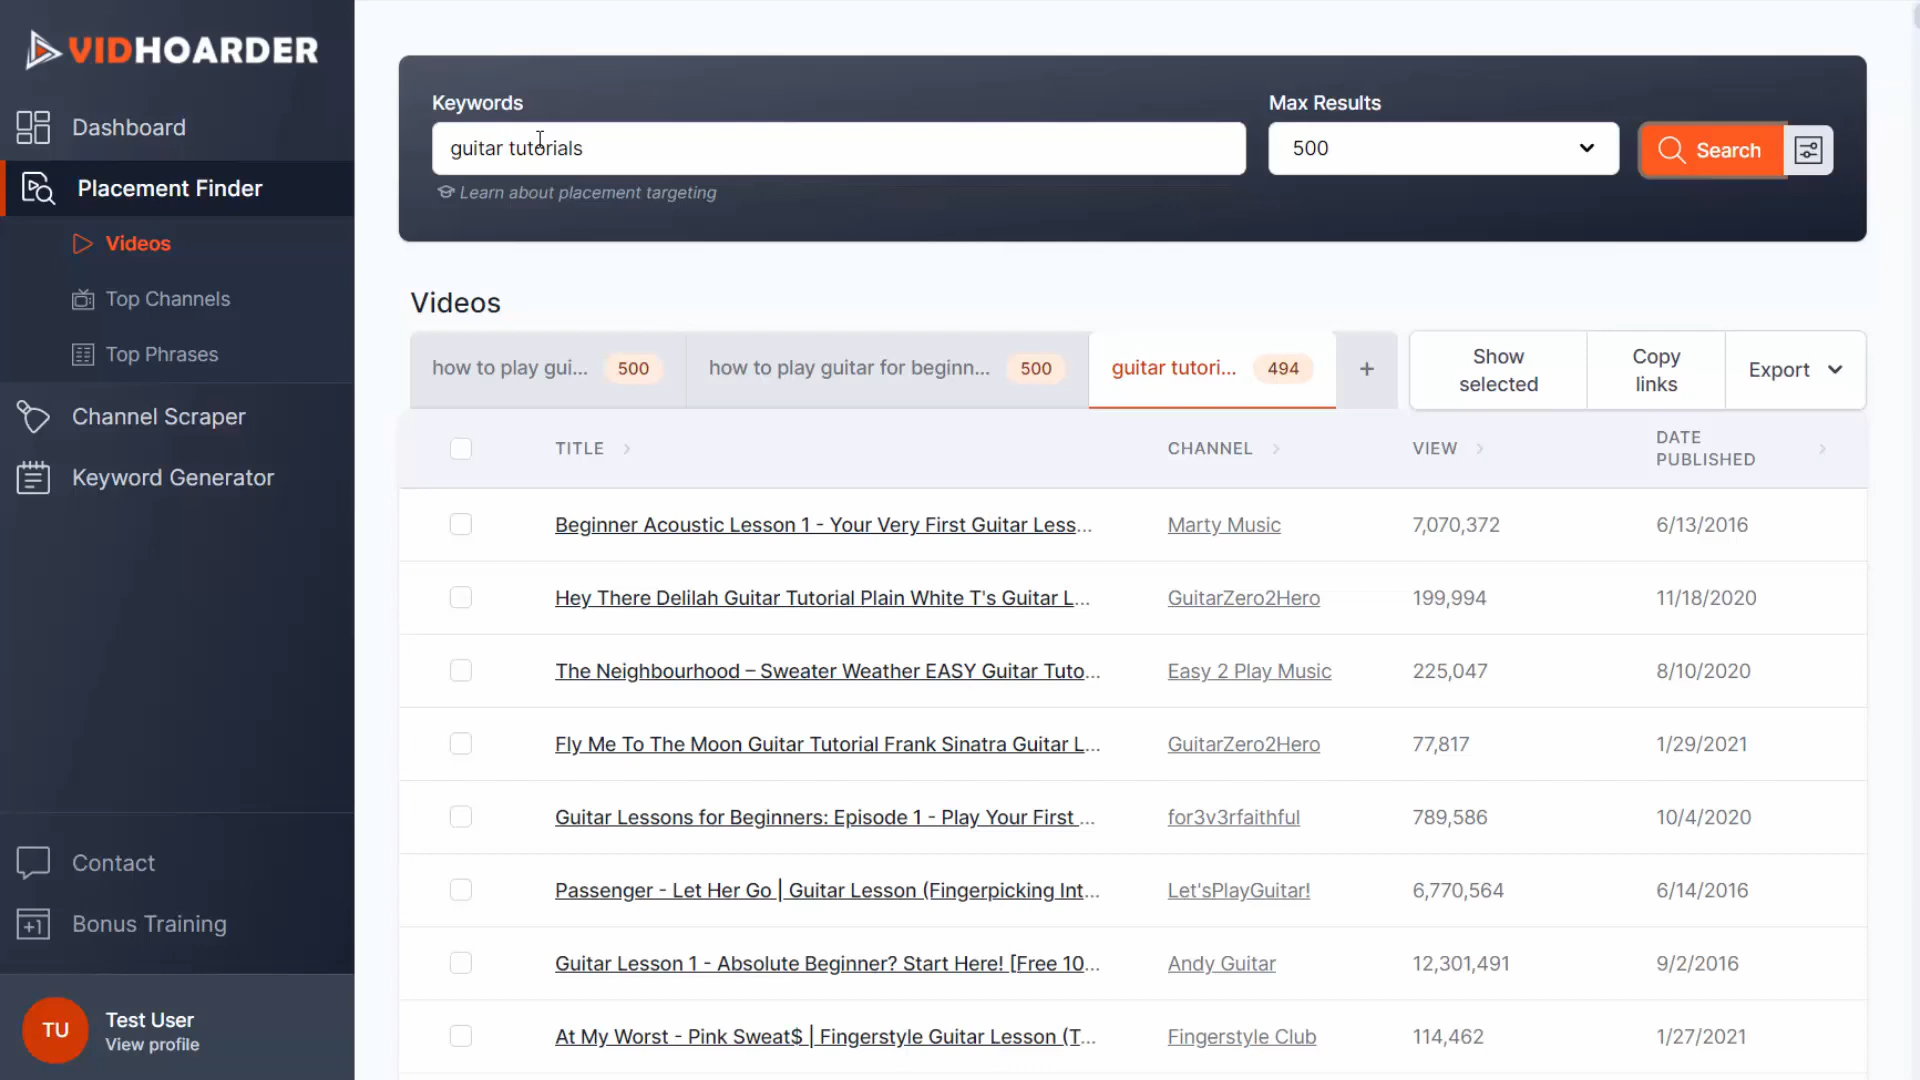 VIDHOARDER
Dashboard
Placement Finder
Videos
Top Channels
Top Phrases
Channel Scraper
Keyword Generator
Contact
+1
Bonus Training
TU
Test User
View profile
Keywords
guitar tutorials
Learn about placement targeting
Max Results
500
Search
Videos
how to play gui... 500
how to play guitar for beginn... 500
guitar tutori... 494
+
Show selected
Copy links
Export
TITLE CHANNEL VIEW DATE PUBLISHED
Beginner Acoustic Lesson 1 - Your Very First Guitar Less... Marty Music 7,070,372 6/13/2016
Hey There Delilah Guitar Tutorial Plain White T's Guitar L... GuitarZero2Hero 199,994 11/18/2020
The Neighbourhood – Sweater Weather EASY Guitar Tuto... Easy 2 Play Music 225,047 8/10/2020
Fly Me To The Moon Guitar Tutorial Frank Sinatra Guitar L... GuitarZero2Hero 77,817 1/29/2021
Guitar Lessons for Beginners: Episode 1 - Play Your First ... for3v3rfaithful 789,586 10/4/2020
Passenger - Let Her Go | Guitar Lesson (Fingerpicking Int... Let'sPlayGuitar! 6,770,564 6/14/2016
Guitar Lesson 1 - Absolute Beginner? Start Here! [Free 10... Andy Guitar 12,301,491 9/2/2016
At My Worst - Pink Sweat$ | Fingerstyle Guitar Lesson (T... Fingerstyle Club 114,462 1/27/2021